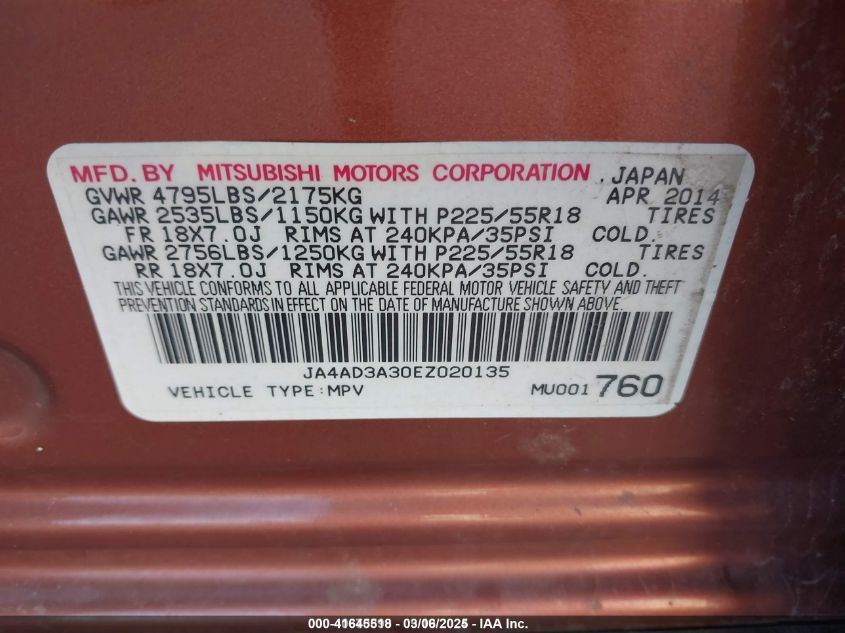 MFD. BY MITSUBISHI MOTORS CORPORATION , JAPAN
GVWR 4795LBS/2175KG APR 2014
GAWR 2535LBS/1150KG WITH P225/55R18 TIRES
FR 18X7.0J RIMS AT 240KPA/35PSI COLD.
GAWR 2756LBS/1250KG WITH P225/55R18 TIRES
RR 18X7.0J RIMS AT 240KPA/35PSI COLD.
THIS VEHICLE CONFORMS TO ALL APPLICABLE FEDERAL MOTOR VEHICLE SAFETY AND THEFT
PREVENTION STANDARDS IN EFFECT ON THE DATE OF MANUFACTURE SHOWN ABOVE.
JA4AD3A30EZ020135
VEHICLE TYPE:MPV MU001760
000-41645518 - 03/06/2025 - IAA Inc.